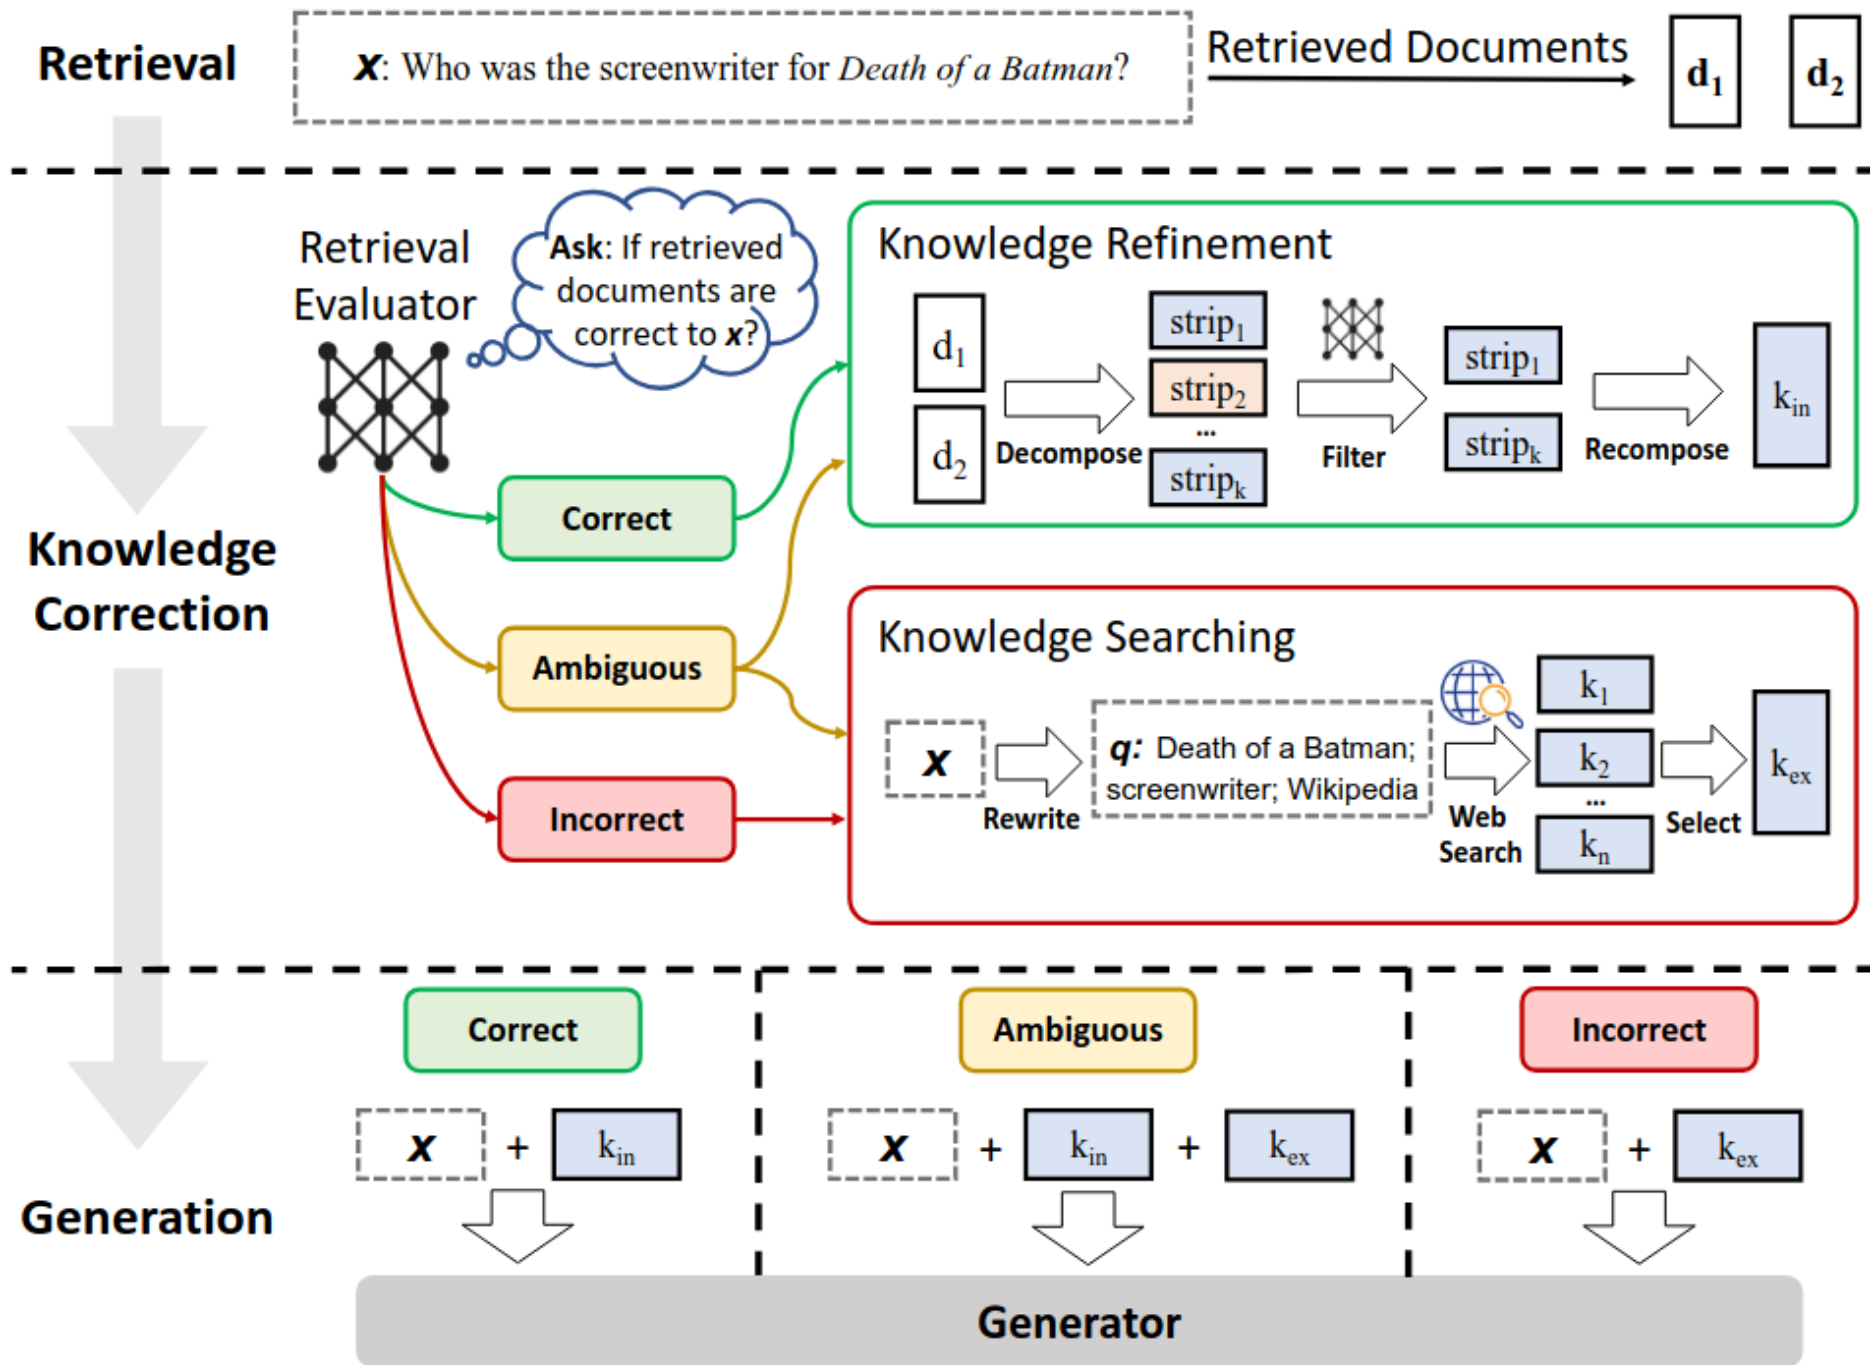 Retrieval
x: Who was the screenwriter for Death of a Batman?
Retrieved Documents
d1
d2
Retrieval
Evaluator
Ask: If retrieved
documents are
correct to x?
Correct
Ambiguous
Incorrect
Knowledge
Correction
Knowledge Refinement
d1
d2
Decompose
strip1
strip2
...
stripk
Filter
strip1
stripk
Recompose
kin
Knowledge Searching
x
Rewrite
q: Death of a Batman;
screenwriter; Wikipedia
Web
Search
k1
k2
...
kn
Select
kex
Generation
Correct
x + kin
Ambiguous
x + kin + kex
Incorrect
x + kex
Generator